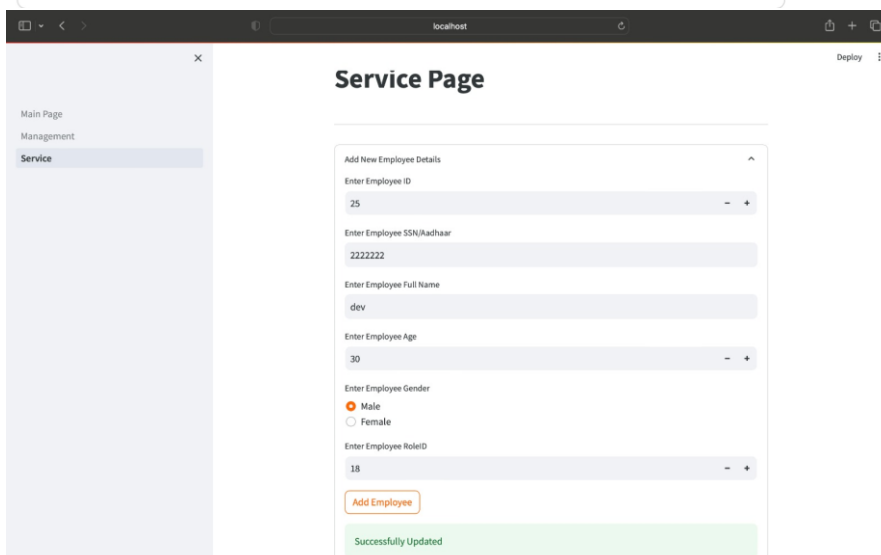 localhost
Deploy
Service Page
Main Page
Management
Service
Add New Employee Details
Enter Employee ID
25
Enter Employee SSN/Aadhaar
2222222
Enter Employee Full Name
dev
Enter Employee Age
30
Enter Employee Gender
Male
Female
Enter Employee RoleID
18
Add Employee
Successfully Updated